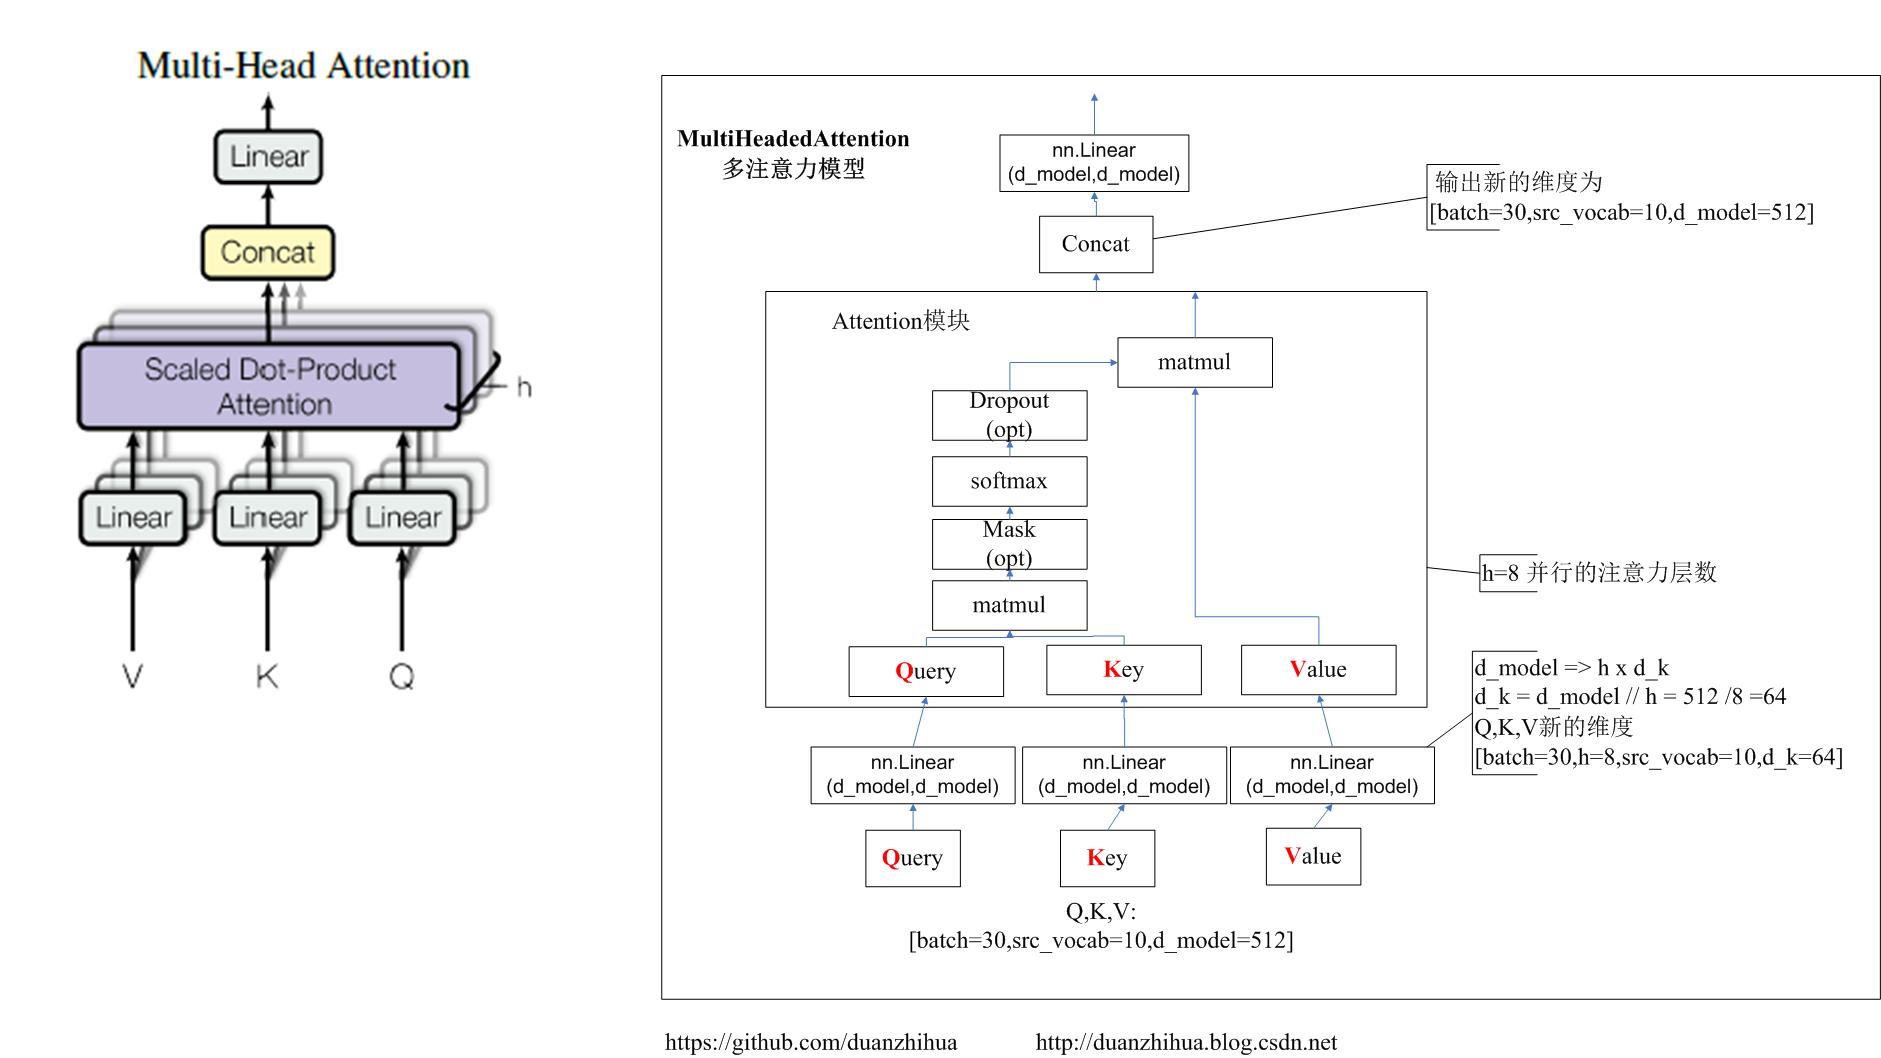 Multi-Head Attention
Linear
Concat
Scaled Dot-Product
Attention
h
Linear
Linear
Linear
V
K
Q
MultiHeadedAttention
多注意力模型
nn.Linear
(d_model,d_model)
Concat
输出新的维度为
[batch=30,src_vocab=10,d_model=512]
Attention模块
matmul
Dropout
(opt)
softmax
Mask
(opt)
matmul
h=8 并行的注意力层数
Query
Key
Value
d_model => h x d_k
d_k = d_model // h = 512 /8 =64
Q,K,V新的维度
[batch=30,h=8,src_vocab=10,d_k=64]
nn.Linear
(d_model,d_model)
nn.Linear
(d_model,d_model)
nn.Linear
(d_model,d_model)
Query
Key
Value
Q,K,V:
[batch=30,src_vocab=10,d_model=512]
https://github.com/duanzhihua
http://duanzhihua.blog.csdn.net